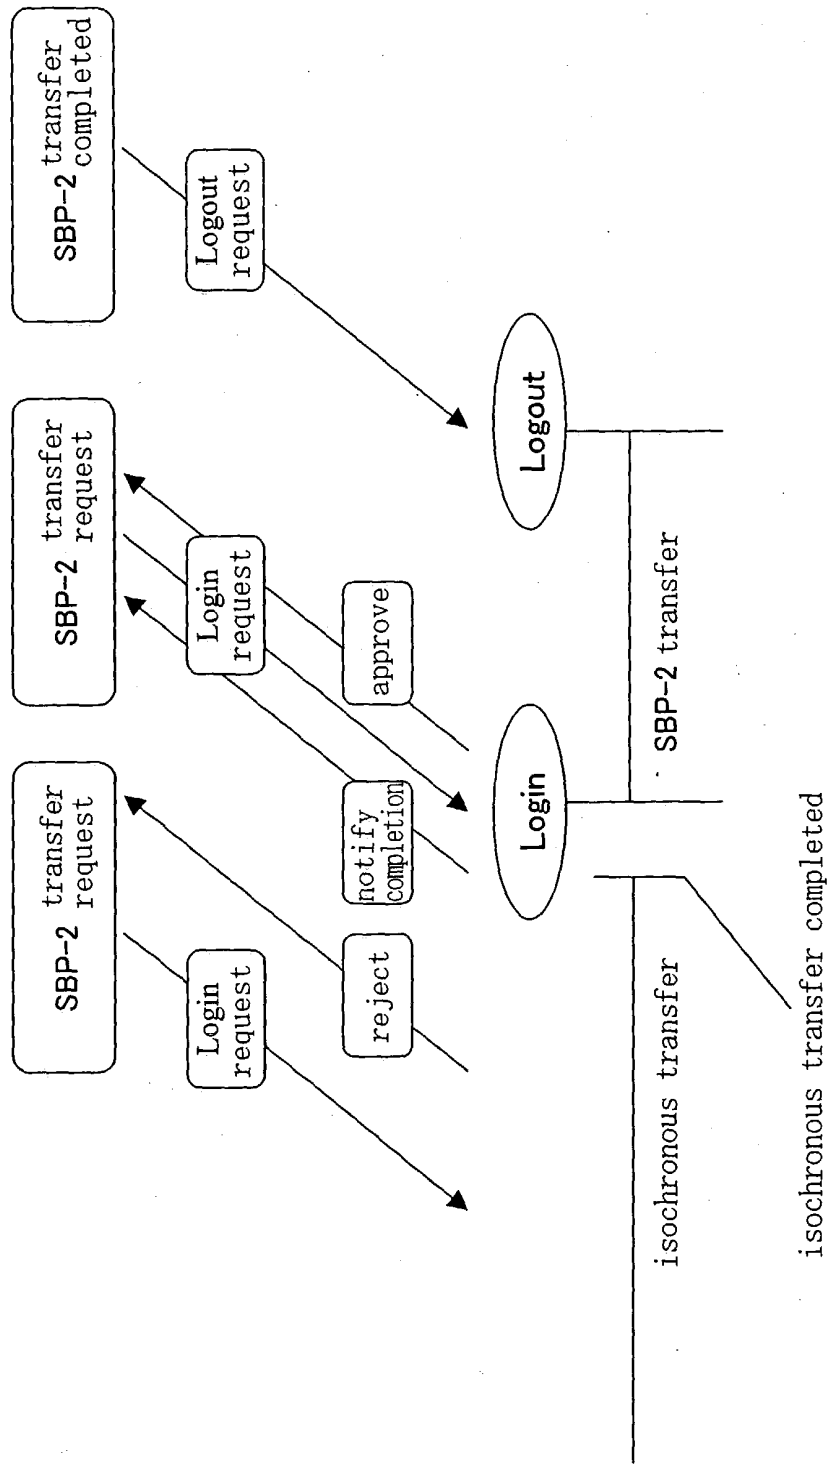 SBP-2 transfer
request
SBP-2 transfer
request
SBP-2 transfer
completed
Login
request
Login
request
Logout
request
reject
notify
completion
approve
Login
Logout
isochronous transfer
SBP-2 transfer
isochronous transfer completed